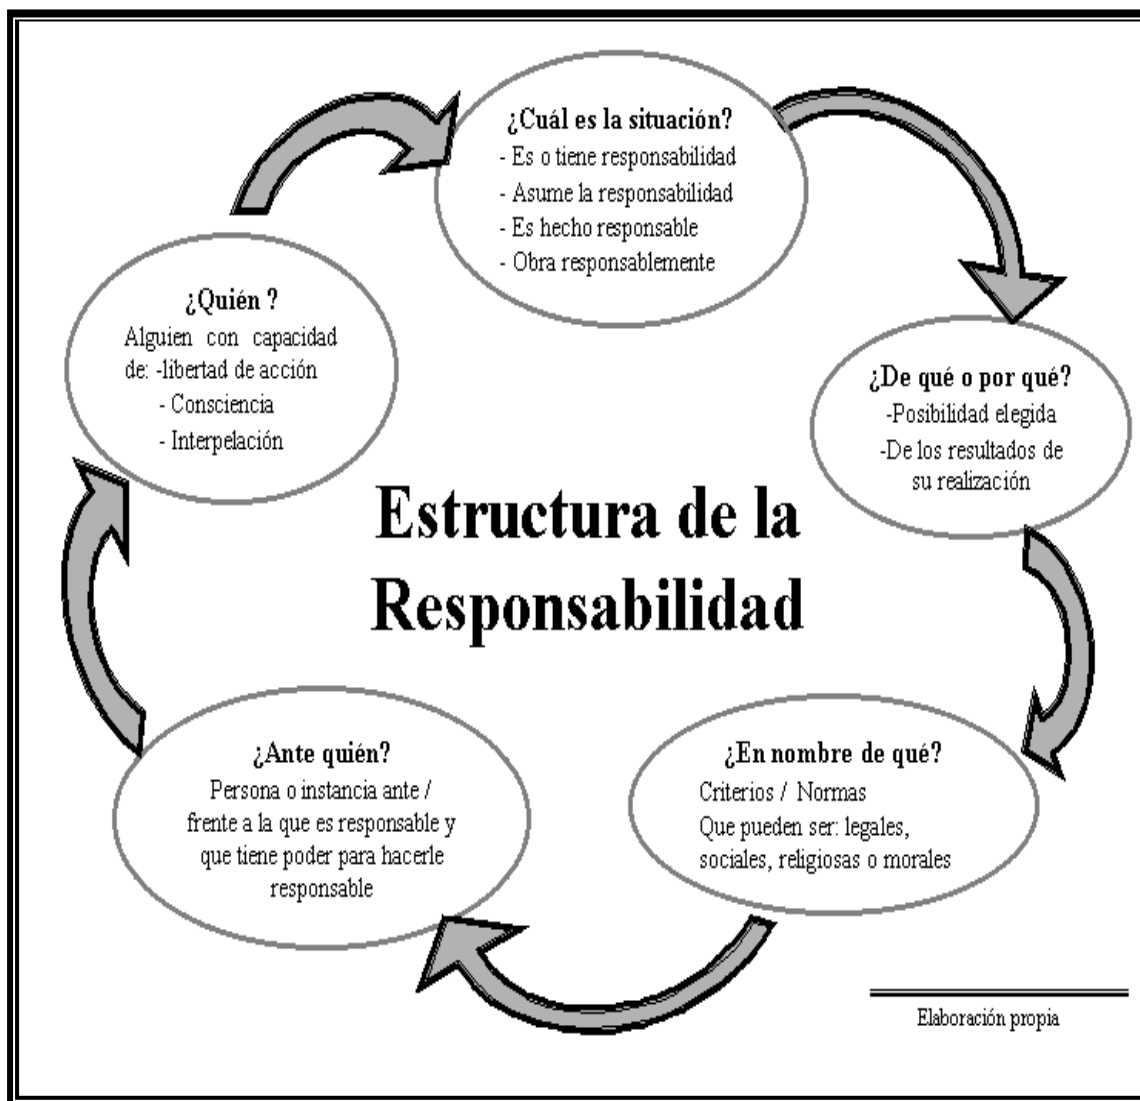 ¿Cuál es la situación?
- Es o tiene responsabilidad
- Asume la responsabilidad
- Es hecho responsable
- Obra responsablemente
¿Quién ?
Alguien con capacidad
de: -libertad de acción
- Consciencia
- Interpelación
¿De qué o por qué?
-Posibilidad elegida
-De los resultados de
su realización
Estructura de la
Responsabilidad
¿Ante quién?
Persona o instancia ante /
frente a la que es responsable y
que tiene poder para hacerle
responsable
¿En nombre de qué?
Criterios / Normas
Que pueden ser: legales,
sociales, religiosas o morales
Elaboración propia